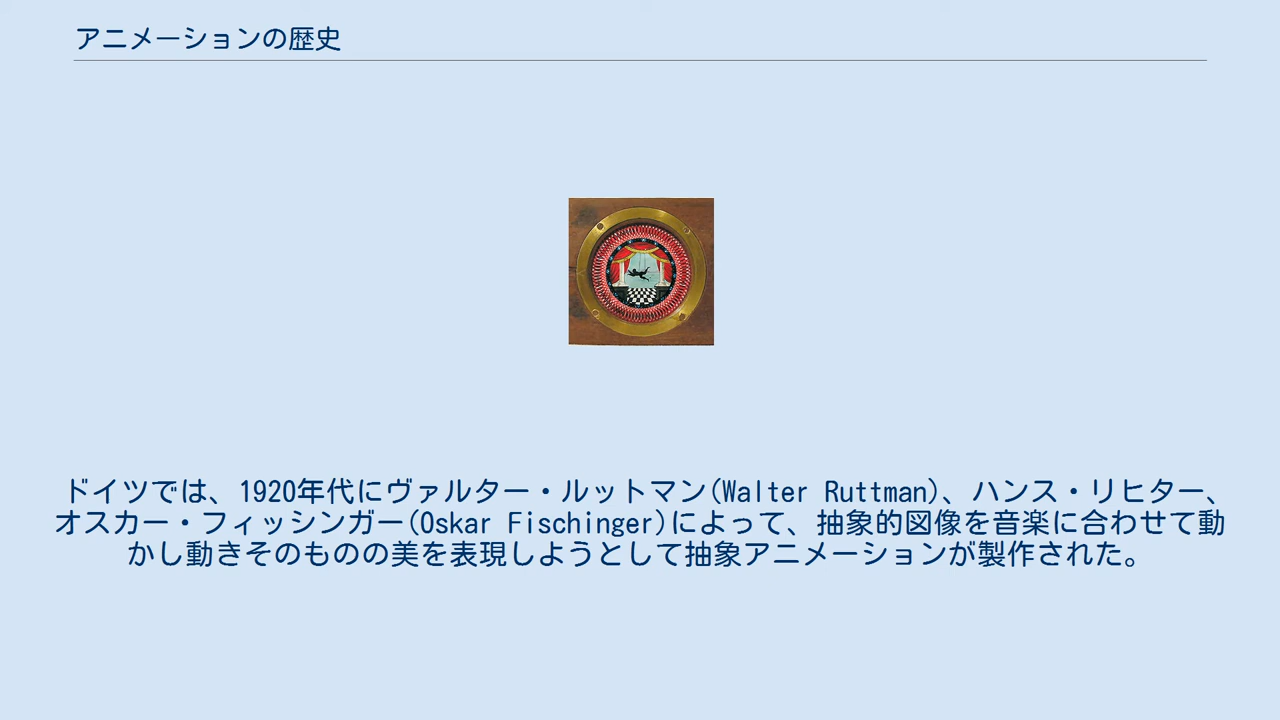 アニメーションの歴史
ドイツでは、1920年代にヴァルター・ルットマン(Walter Ruttman)、ハンス・リヒター、
オスカー・フィッシンガー(Oskar Fischinger)によって、抽象的図像を音楽に合わせて動
かし動きそのものの美を表現しようとして抽象アニメーションが製作された。